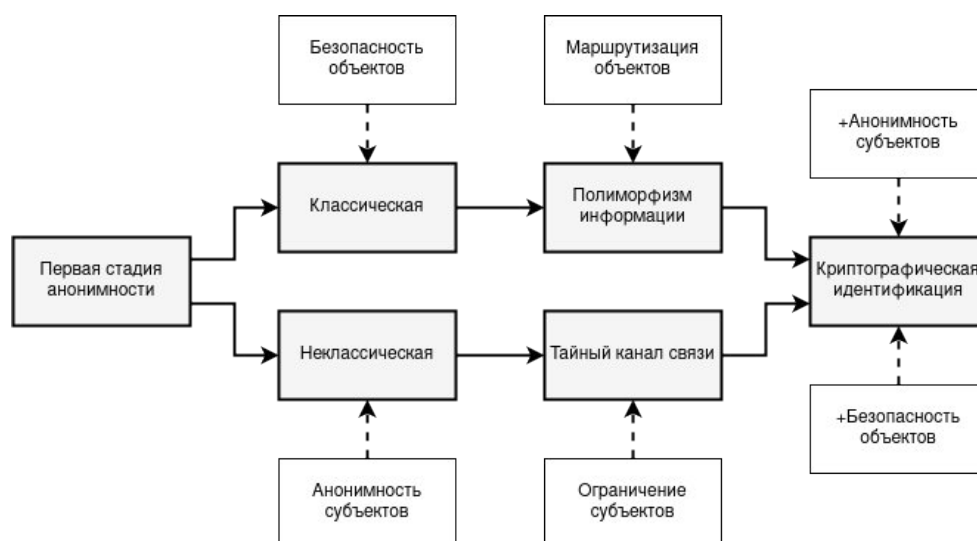 Безопасность
объектов
Маршрутизация
объектов
+Анонимность
субъектов
Классическая
Полиморфизм
информации
Первая стадия
анонимности
Криптографическая
идентификация
Неклассическая
Тайный канал связи
+Безопасность
объектов
Анонимность
субъектов
Ограничение
субъектов